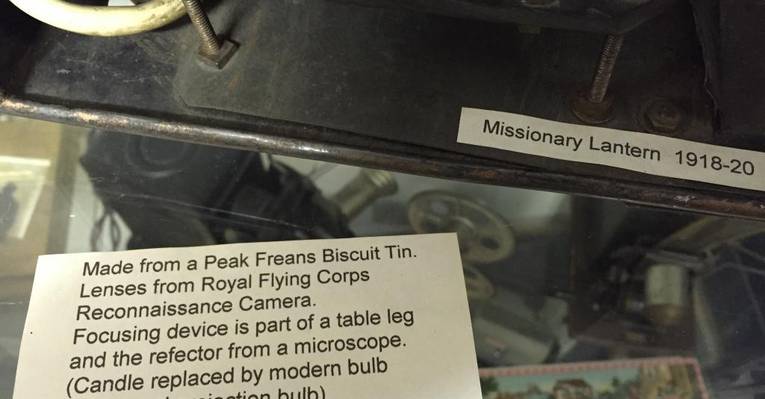 Missionary Lantern 1918-20
Made from a Peak Freans Biscuit Tin.
Lenses from Royal Flying Corps
Reconnaissance Camera.
Focusing device is part of a table leg
and the refector from a microscope.
(Candle replaced by modern bulb
bulb)